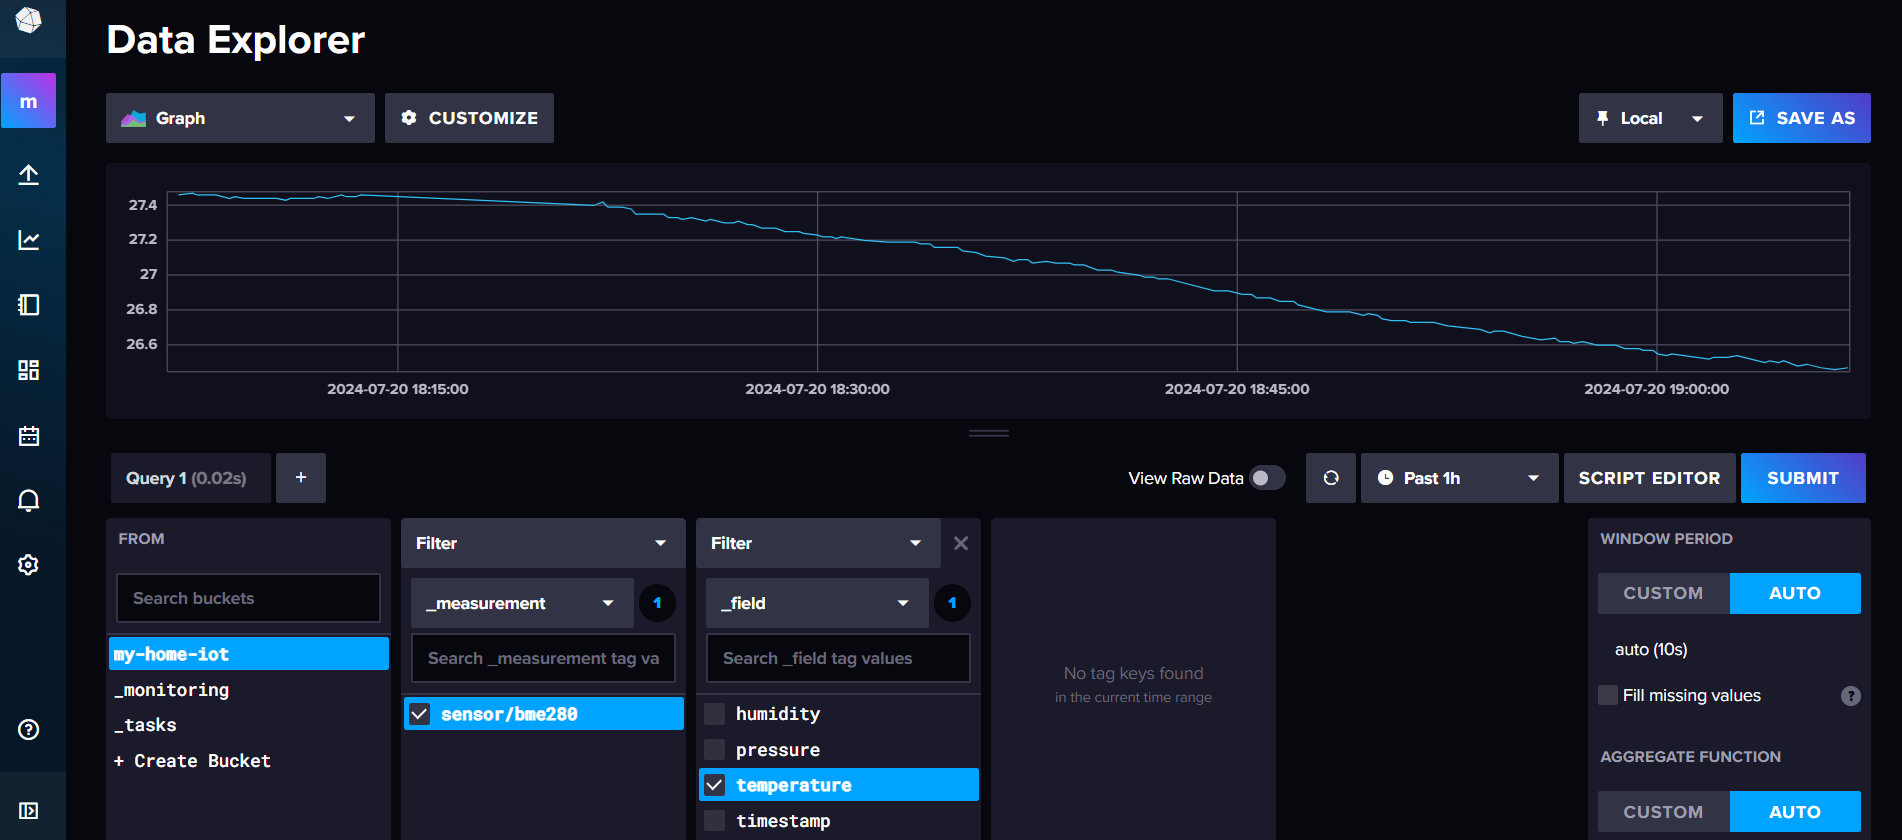 Data Explorer
m
Graph
CUSTOMIZE
Local
SAVE AS
27.4
27.2
27
26.8
26.6
2024-07-20 18:15:00
2024-07-20 18:30:00
2024-07-20 18:45:00
2024-07-20 19:00:00
Query 1 (0.02s)
+
View Raw Data
Past 1h
SCRIPT EDITOR
SUBMIT
FROM
Search buckets
my-home-iot
_monitoring
_tasks
+ Create Bucket
Filter
_measurement
1
Search _measurement tag va
sensor/bme280
Filter
_field
1
Search _field tag values
humidity
pressure
temperature
timestamp
No tag keys found
in the current time range
WINDOW PERIOD
CUSTOM
AUTO
auto (10s)
Fill missing values
?
AGGREGATE FUNCTION
CUSTOM
AUTO